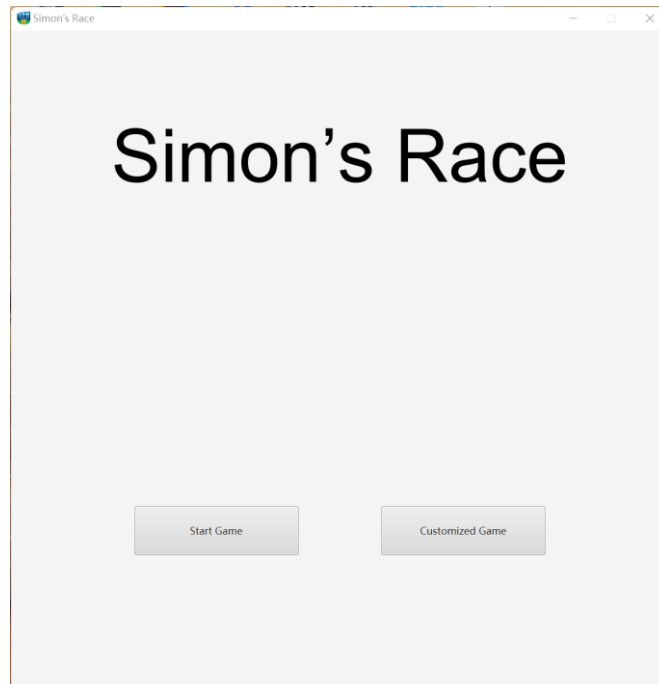 Simon's Race
Simon’s Race
Start Game
Customized Game